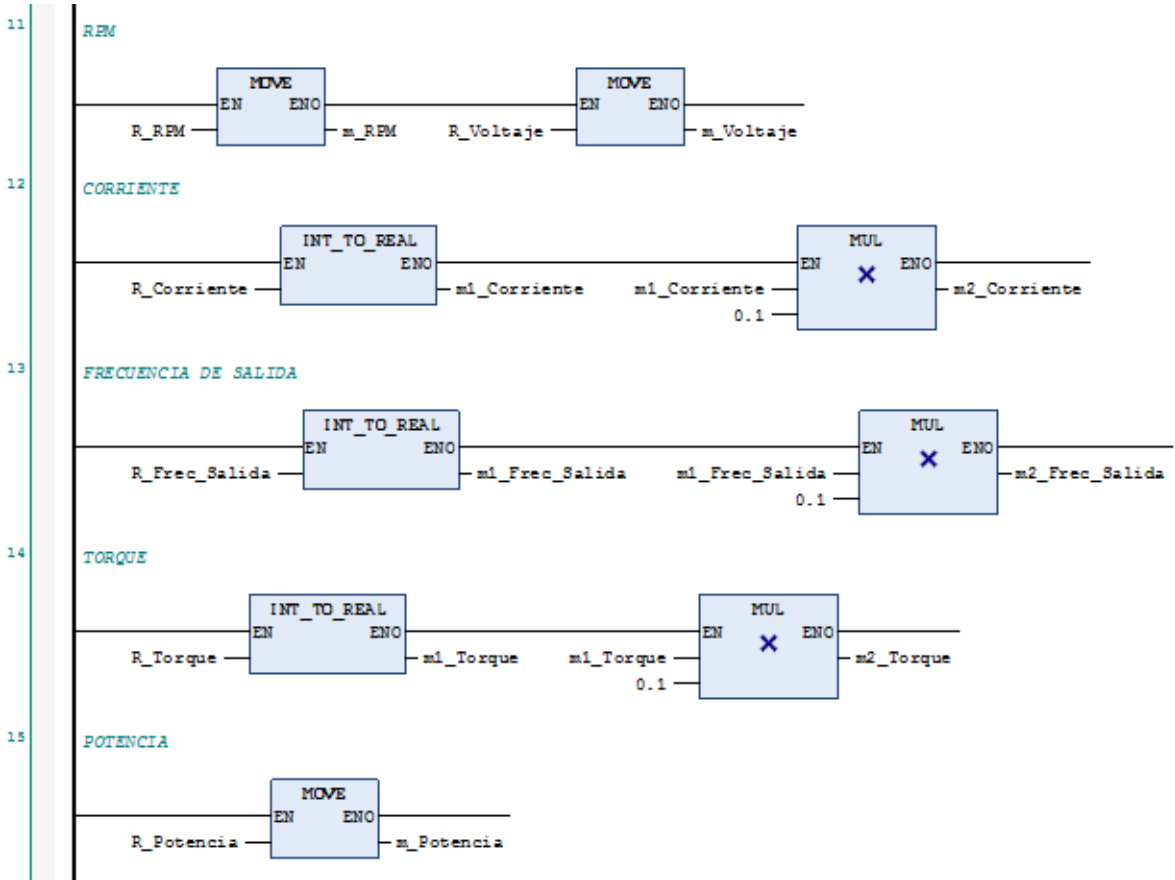 11
RPM
MOVE MOVE
EN ENO EN ENO
R_RPM m_RPM R_Voltaje m_Voltaje
12
CORRIENTE
INT_TO_REAL MUL
EN ENO EN ENO
R_Corriente m1_Corriente m1_Corriente m2_Corriente
0.1
13
FRECUENCIA DE SALIDA
INT_TO_REAL MUL
EN ENO EN ENO
R_Frec_Salida m1_Frec_Salida m1_Frec_Salida m2_Frec_Salida
0.1
14
TORQUE
INT_TO_REAL MUL
EN ENO EN ENO
R_Torque m1_Torque m1_Torque m2_Torque
0.1
15
POTENCIA
MOVE
EN ENO
R_Potencia m_Potencia